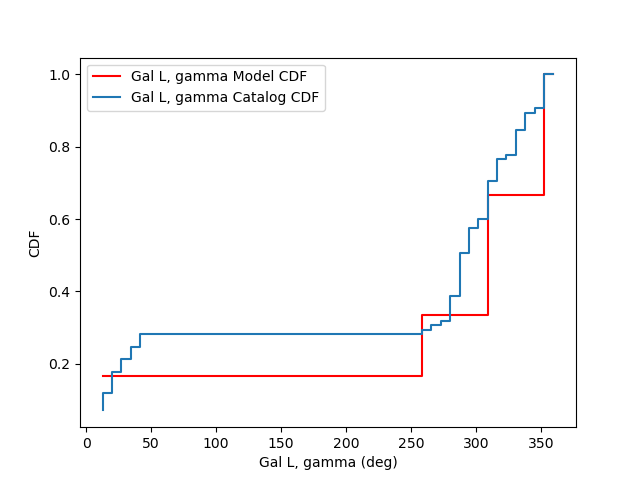 Gal L, gamma Model CDF
Gal L, gamma Catalog CDF
1.0
0.8
0.6
0.4
0.2
CDF
0 50 100 150 200 250 300 350
Gal L, gamma (deg)